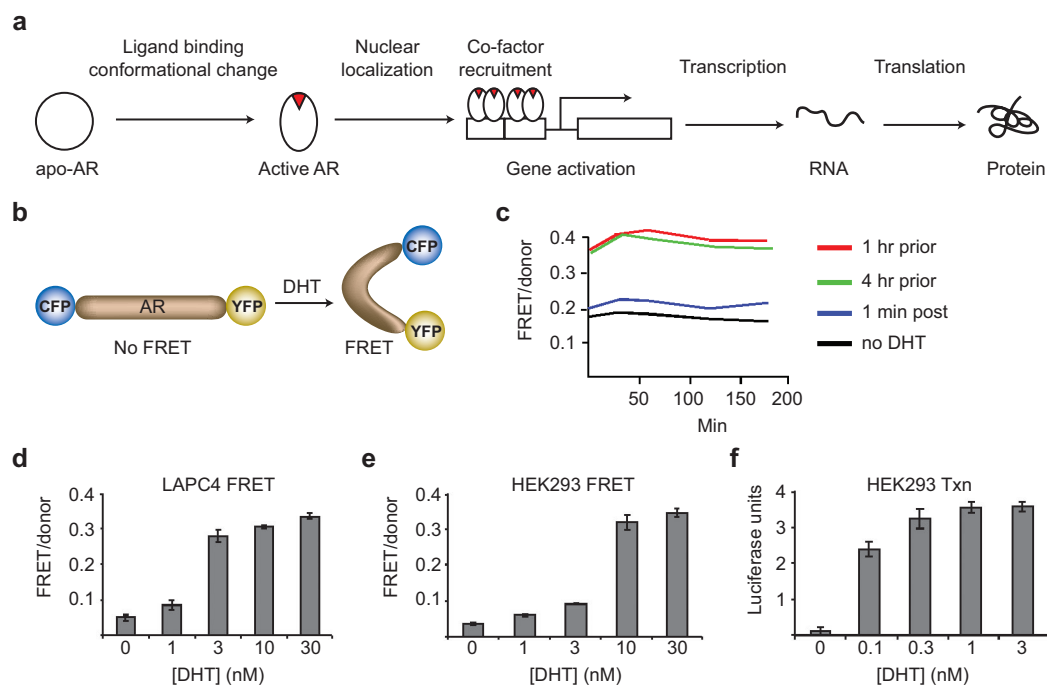 a
Ligand binding
conformational change
Nuclear
localization
Co-factor
recruitment
Transcription
Translation
apo-AR
Active AR
Gene activation
RNA
Protein
b
CFP
AR
YFP
No FRET
DHT
CFP
YFP
FRET
c
FRET/donor
0.4
0.3
0.2
0.1
50
100
150
200
Min
1 hr prior
4 hr prior
1 min post
no DHT
d
LAPC4 FRET
FRET/donor
0.4
0.3
0.2
0.1
0
1
3
10
30
[DHT] (nM)
e
HEK293 FRET
FRET/donor
0.4
0.3
0.2
0.1
0
1
3
10
30
[DHT] (nM)
f
HEK293 Txn
Luciferase units
4
3
2
1
0
0.1
0.3
1
3
[DHT] (nM)